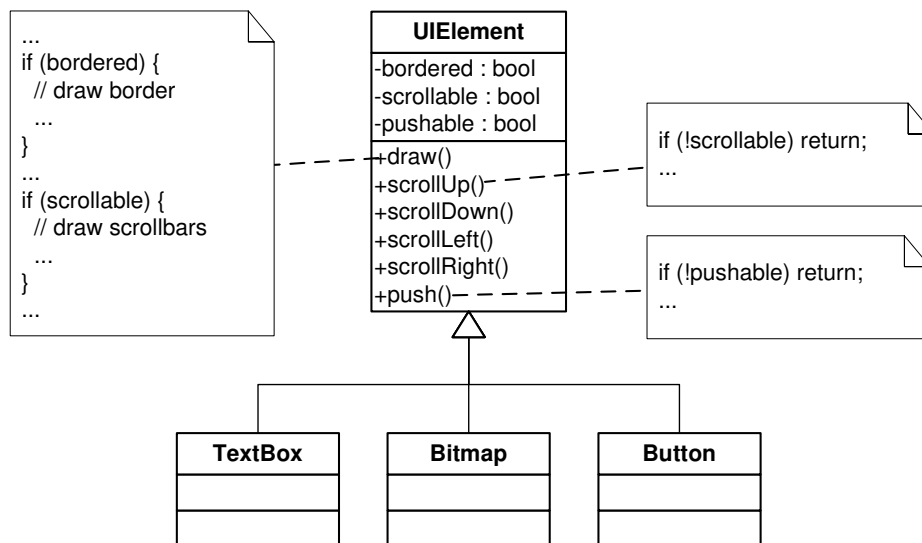 ...
if (bordered) {
// draw border
...
}
...
if (scrollable) {
// draw scrollbars
...
}
...
UIElement
-bordered : bool
-scrollable : bool
-pushable : bool
+draw()
+scrollUp()
+scrollDown()
+scrollLeft()
+scrollRight()
+push()
if (!scrollable) return;
...
if (!pushable) return;
...
TextBox
Bitmap
Button